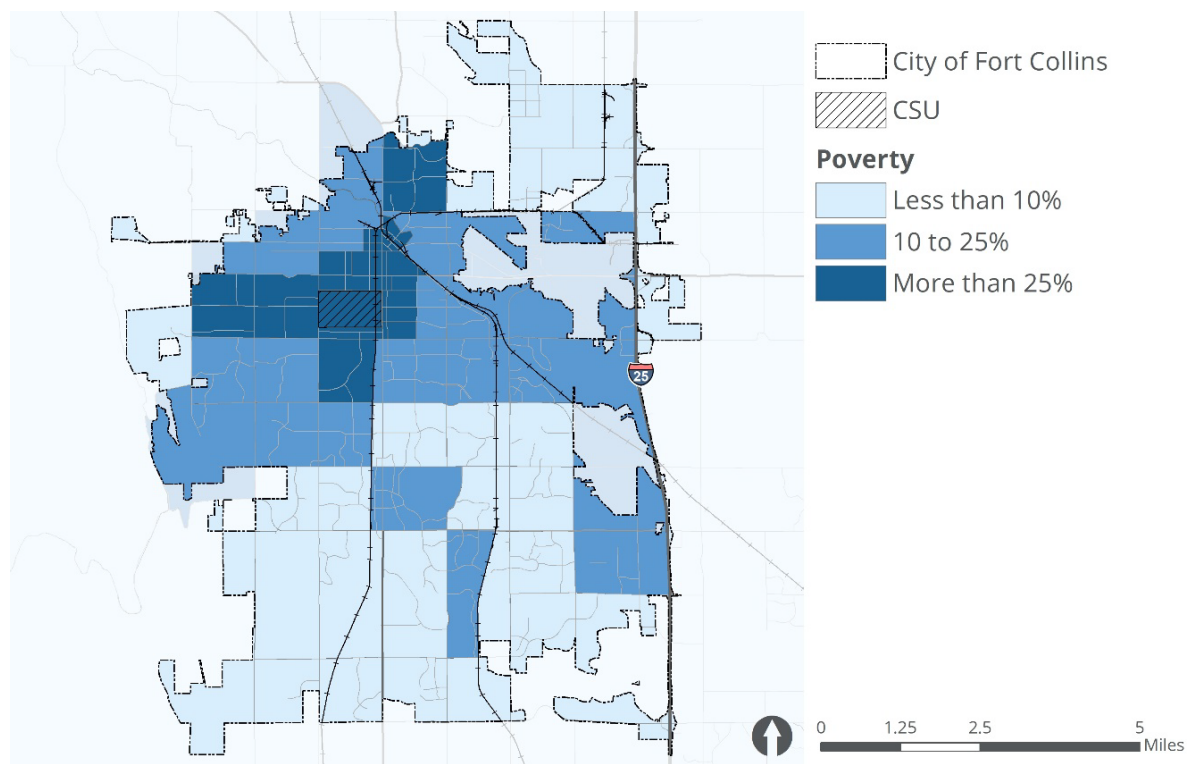 City of Fort Collins
CSU
Poverty
Less than 10%
10 to 25%
More than 25%
25
0 1.25 2.5 5
Miles